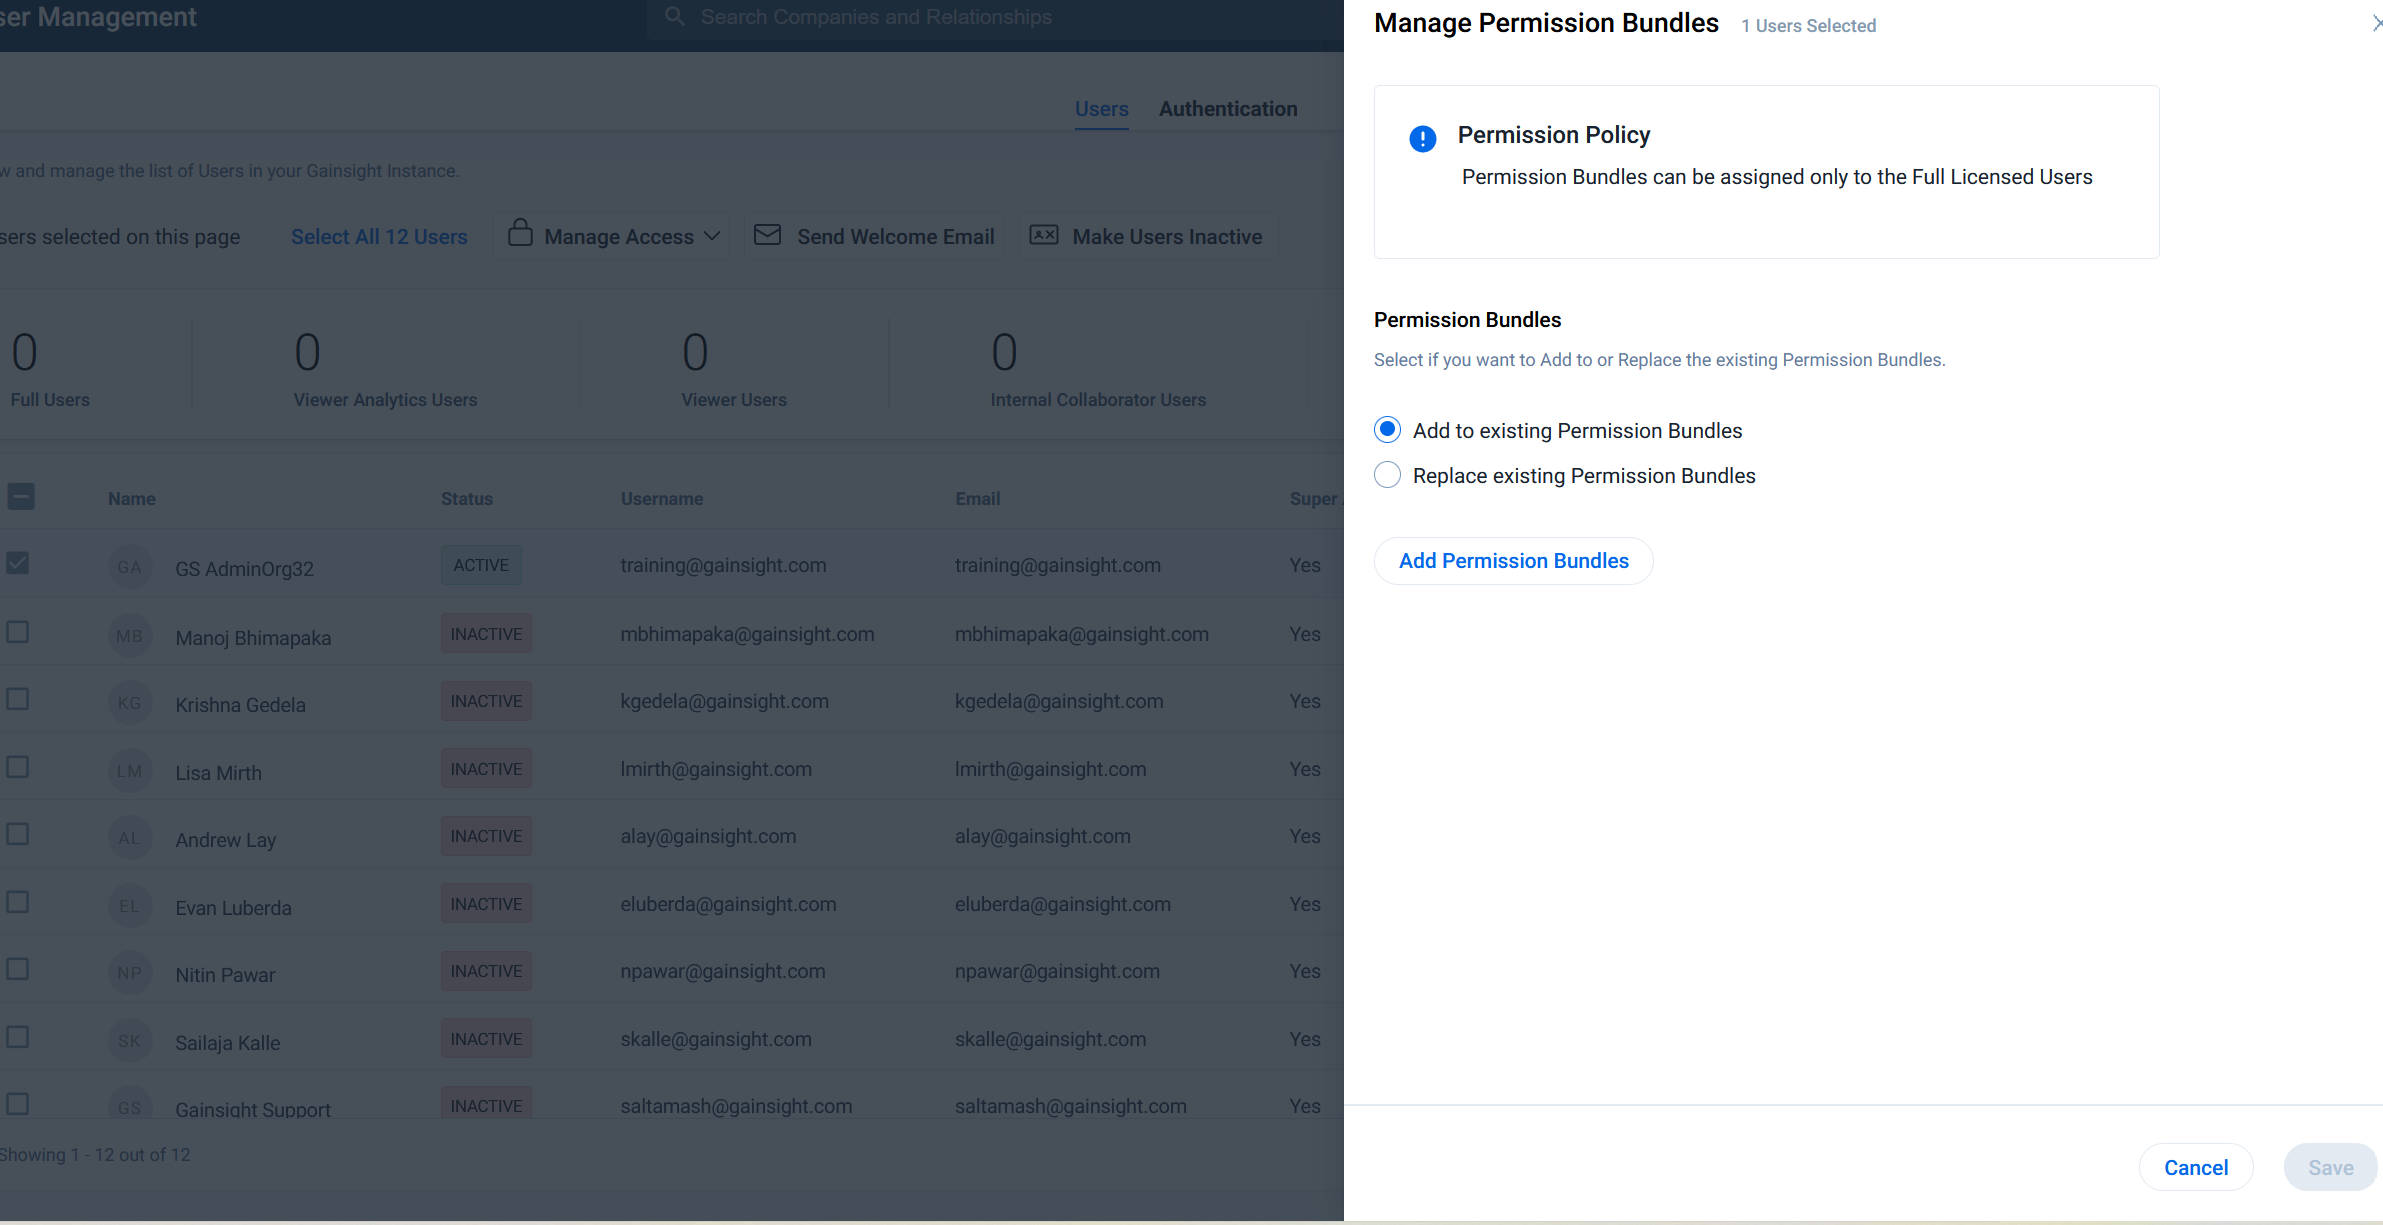 ser Management
Search Companies and Relationships
Users
Authentication
w and manage the list of Users in your Gainsight Instance.
sers selected on this page
Select All 12 Users
Manage Access
Send Welcome Email
Make Users Inactive
0
Full Users
0
Viewer Analytics Users
0
Viewer Users
0
Internal Collaborator Users
Name Status Username Email Super
GA GS AdminOrg32 ACTIVE training@gainsight.com training@gainsight.com Yes
MB Manoj Bhimapaka INACTIVE mbhimapaka@gainsight.com mbhimapaka@gainsight.com Yes
KG Krishna Gedela INACTIVE kgedela@gainsight.com kgedela@gainsight.com Yes
LM Lisa Mirth INACTIVE lmirth@gainsight.com lmirth@gainsight.com Yes
AL Andrew Lay INACTIVE alay@gainsight.com alay@gainsight.com Yes
EL Evan Luberda INACTIVE eluberda@gainsight.com eluberda@gainsight.com Yes
NP Nitin Pawar INACTIVE npawar@gainsight.com npawar@gainsight.com Yes
SK Sailaja Kalle INACTIVE skalle@gainsight.com skalle@gainsight.com Yes
GS Gainsight Support INACTIVE saltamash@gainsight.com saltamash@gainsight.com Yes
Showing 1 - 12 out of 12
Manage Permission Bundles 1 Users Selected
Permission Policy
Permission Bundles can be assigned only to the Full Licensed Users
Permission Bundles
Select if you want to Add to or Replace the existing Permission Bundles.
Add to existing Permission Bundles
Replace existing Permission Bundles
Add Permission Bundles
Cancel
Save